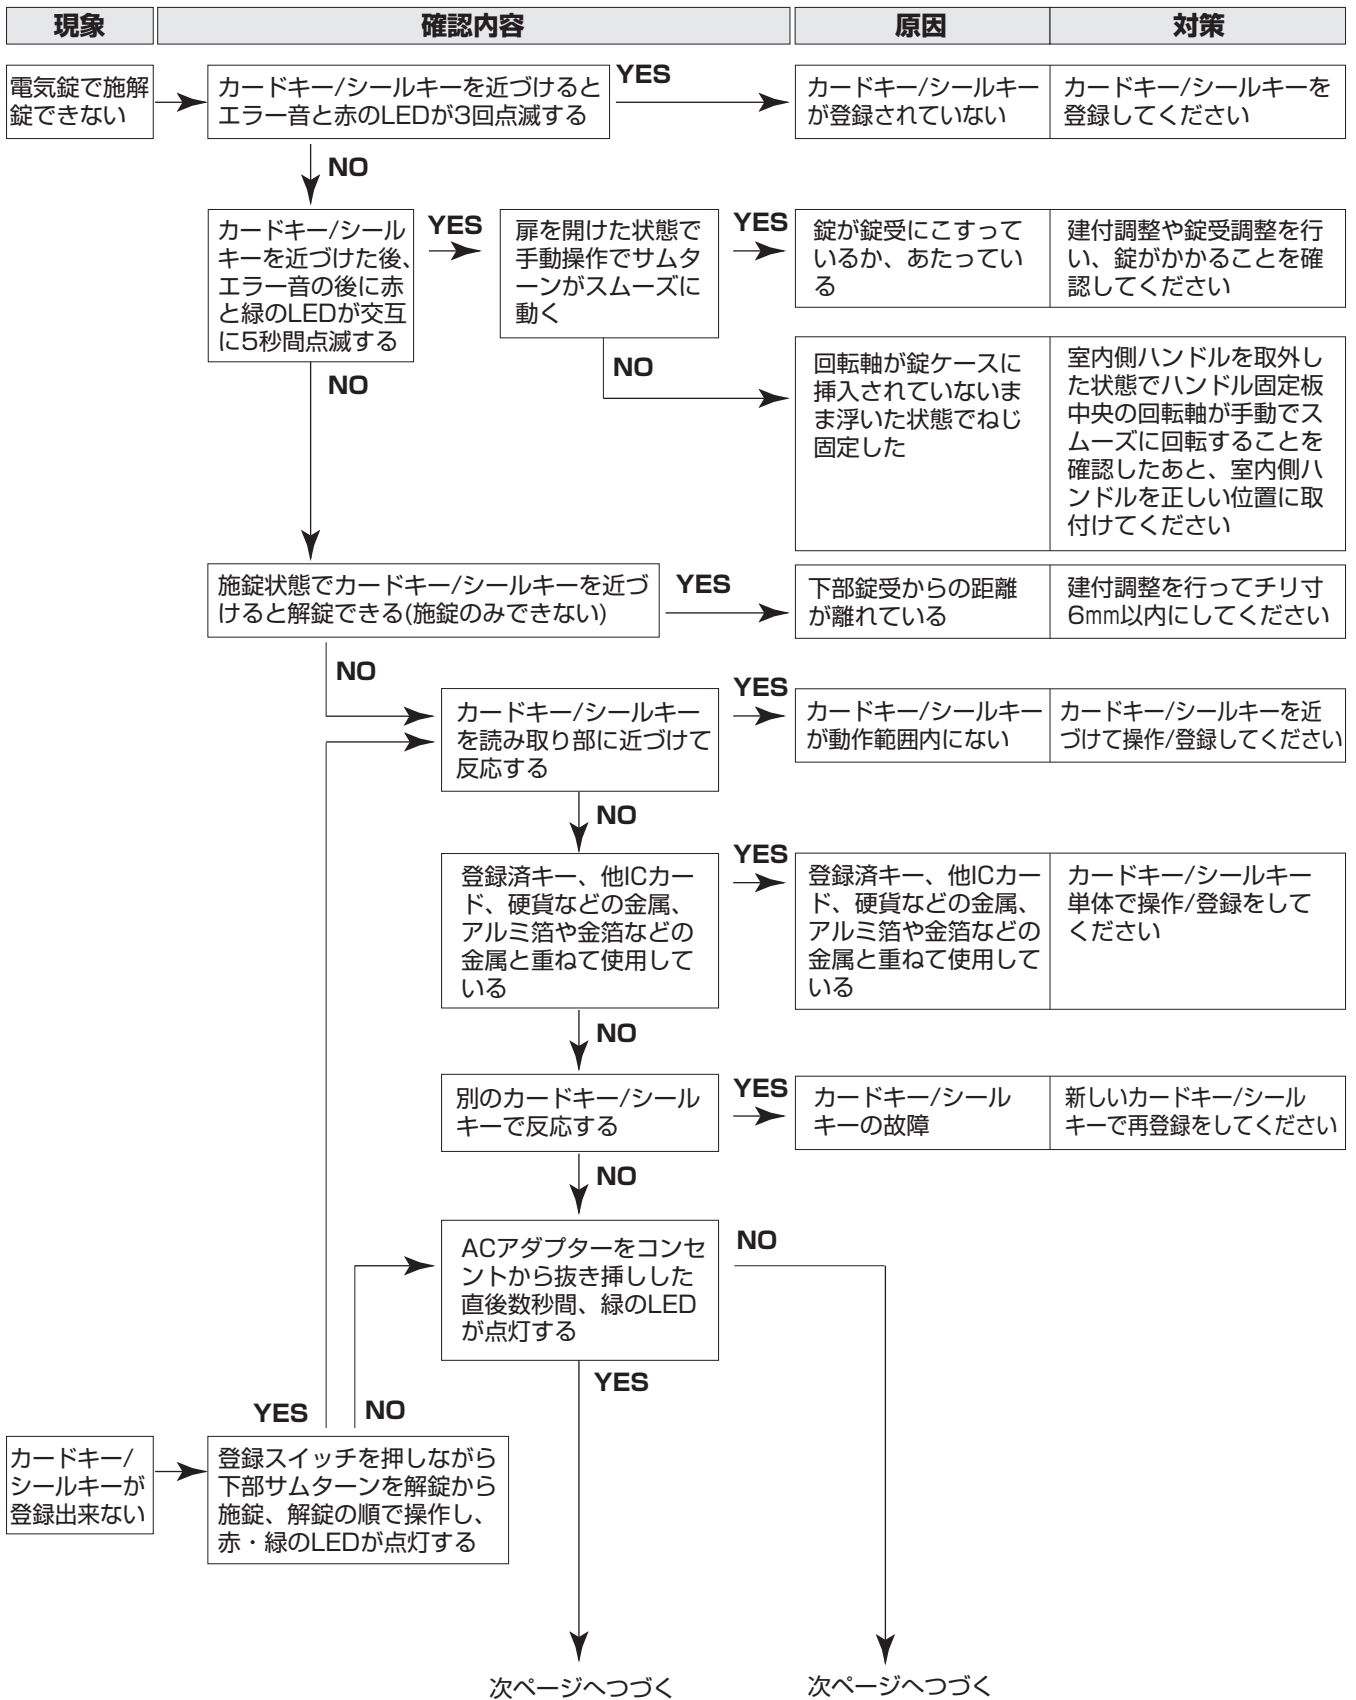 現象
確認内容
原因
対策
電気錠で施解
錠できない
カードキー/シールキーを近づけると
エラー音と赤のLEDが3回点滅する
YES
カードキー/シールキー
が登録されていない
カードキー/シールキーを
登録してください
NO
カードキー/シール
キーを近づけた後、
エラー音の後に赤
と緑のLEDが交互
に5秒間点滅する
YES
扉を開けた状態で
手動操作でサムタ
ーンがスムーズに
動く
YES
錠が錠受にこすって
いるか、あたってい
る
建付調整や錠受調整を行
い、錠がかかることを確
認してください
NO
回転軸が錠ケースに
挿入されていないま
ま浮いた状態でねじ
固定した
室内側ハンドルを取外し
た状態でハンドル固定板
中央の回転軸が手動でス
ムーズに回転することを
確認したあと、室内側ハ
ンドルを正しい位置に取
付けてください
NO
施錠状態でカードキー/シールキーを近づ
けると解錠できる(施錠のみできない)
YES
下部錠受からの距離
が離れている
建付調整を行ってチリ寸
6㎜以内にしてください
NO
カードキー/シールキー
を読み取り部に近づけて
反応する
YES
カードキー/シールキー
が動作範囲内にない
カードキー/シールキーを近
づけて操作/登録してください
NO
登録済キー、他ICカー
ド、硬貨などの金属、
アルミ箔や金箔などの
金属と重ねて使用して
いる
YES
登録済キー、他ICカー
ド、硬貨などの金属、
アルミ箔や金箔などの
金属と重ねて使用して
いる
カードキー/シールキー
単体で操作/登録をして
ください
NO
別のカードキー/シール
キーで反応する
YES
カードキー/シール
キーの故障
新しいカードキー/シール
キーで再登録をしてください
NO
ACアダプターをコンセ
ントから抜き挿しした
直後数秒間、緑のLED
が点灯する
NO
YES
YES
NO
カードキー/
シールキーが
登録出来ない
登録スイッチを押しながら
下部サムターンを解錠から
施錠、解錠の順で操作し、
赤・緑のLEDが点灯する
次ページへつづく
次ページへつづく